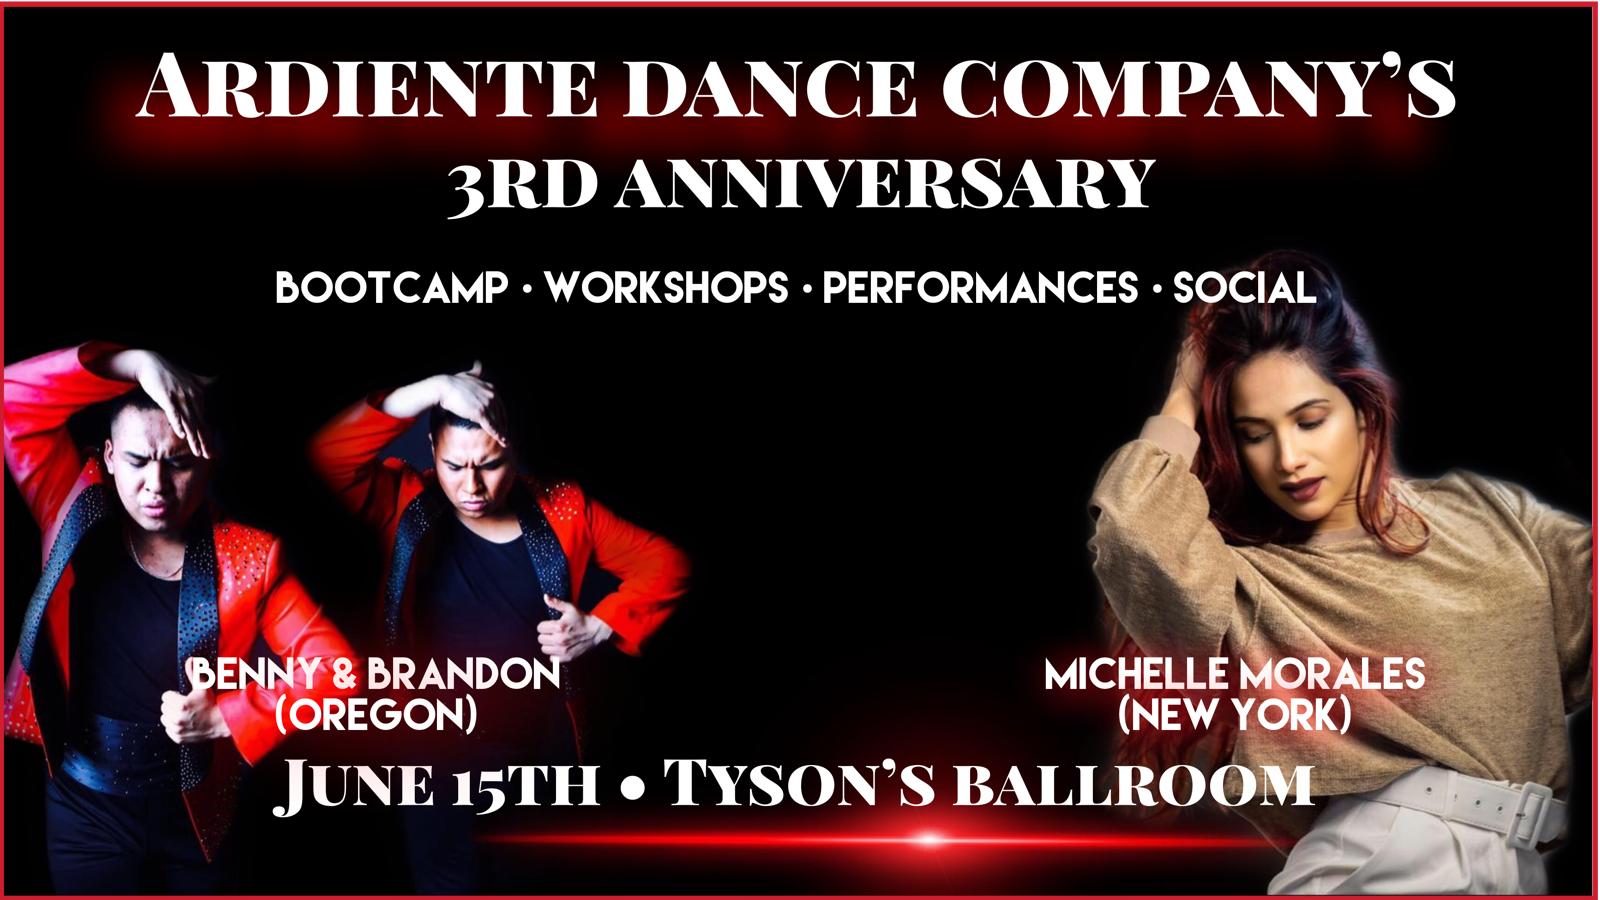 ARDIENTE DANCE COMPANY'S
3RD ANNIVERSARY
BOOTCAMP • WORKSHOPS • PERFORMANCES • SOCIAL
BENNY & BRANDON
(OREGON)
MICHELLE MORALES
(NEW YORK)
JUNE 15TH • TYSON'S BALLROOM